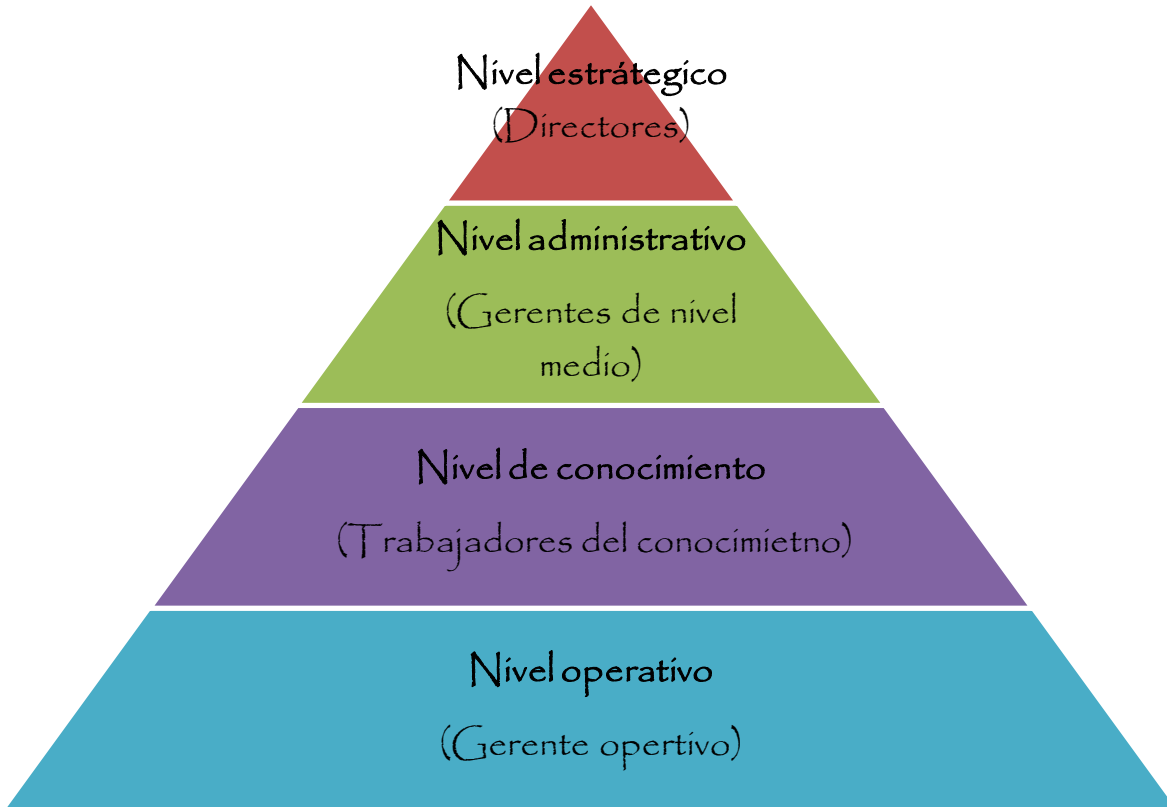 Nivel estrátegico
(Directores)
Nivel administrativo
(Gerentes de nivel
medio)
Nivel de conocimiento
(Trabajadores del conocimietno)
Nivel operativo
(Gerente opertivo)